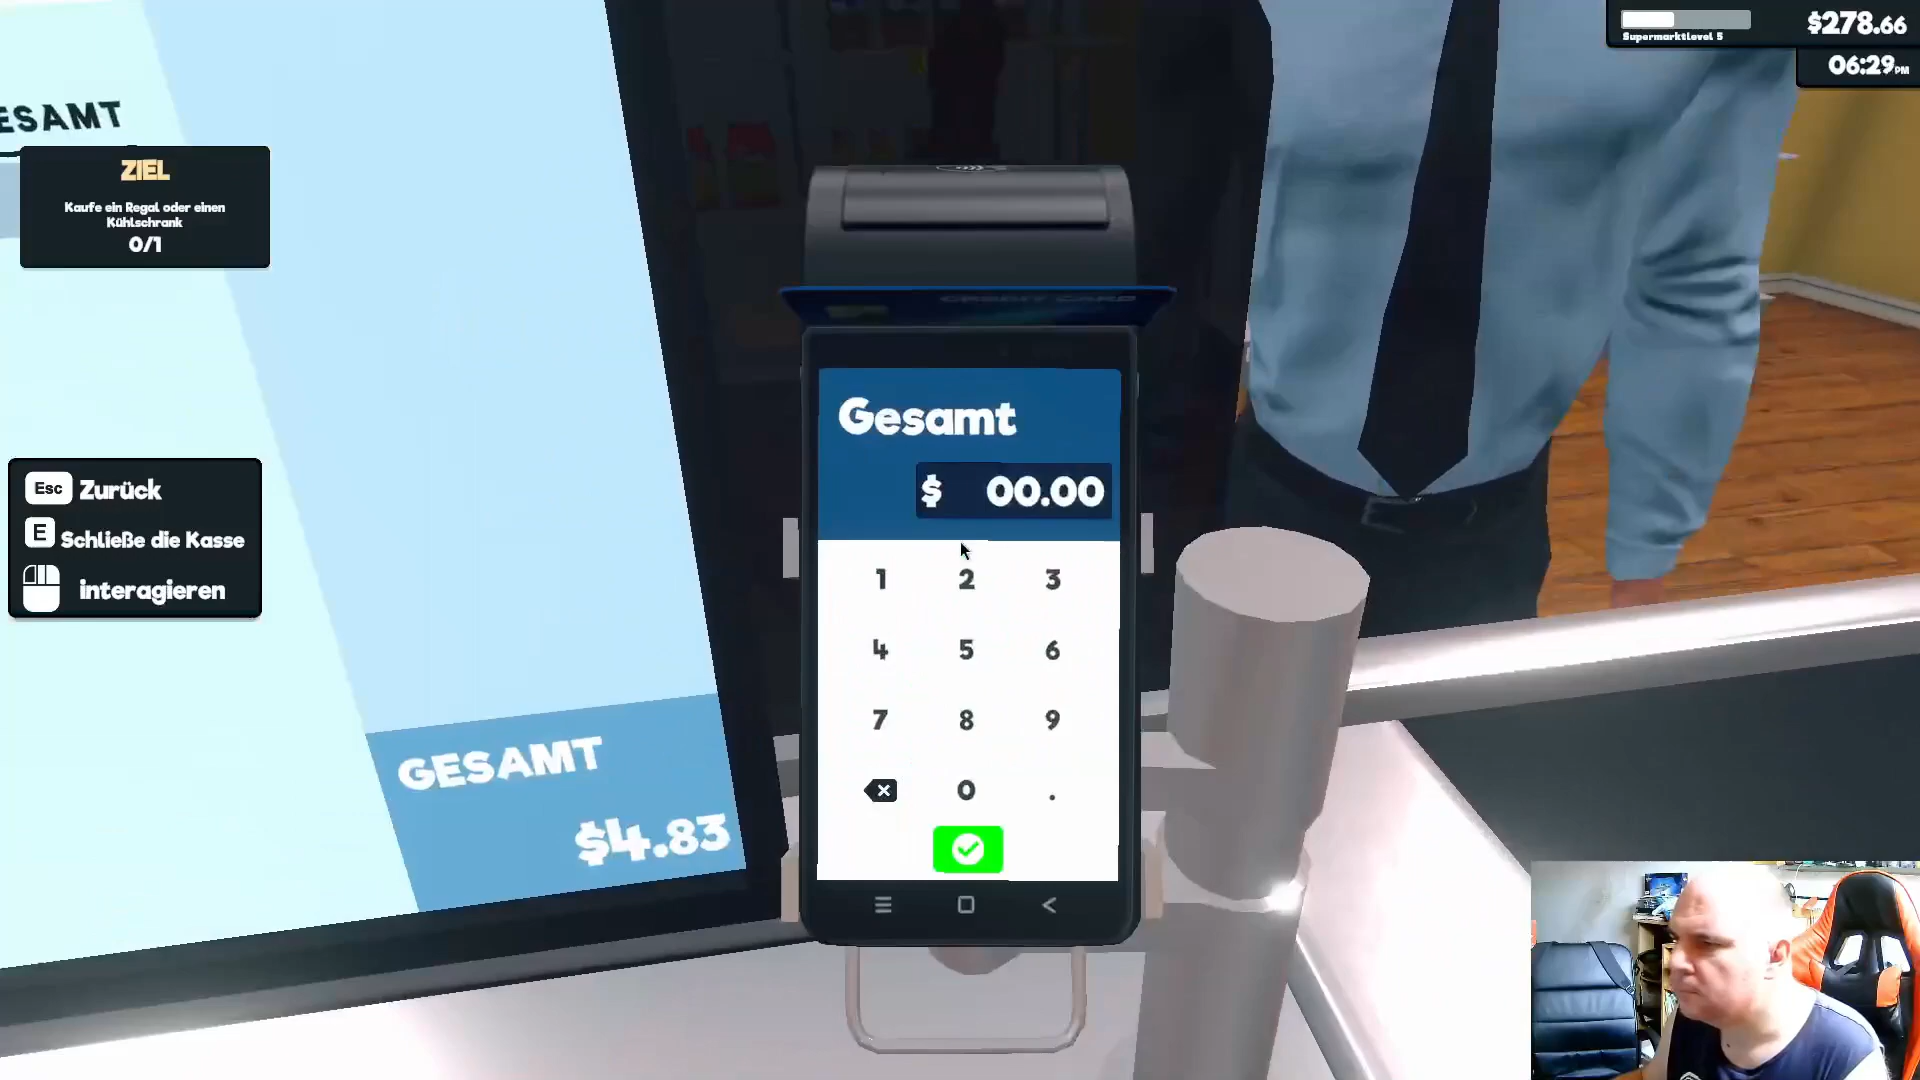 $278.66
Supermarktlevel 5
06:29PM
ESAMT
ZIEL
Kaufe ein Regal oder einen
Kühlschrank
0/1
CREDIT CARD
Gesamt
$ 00.00
Esc Zurück
E Schließe die Kasse
interagieren
1 2 3
4 5 6
7 8 9
0 .
GESAMT
$4.83